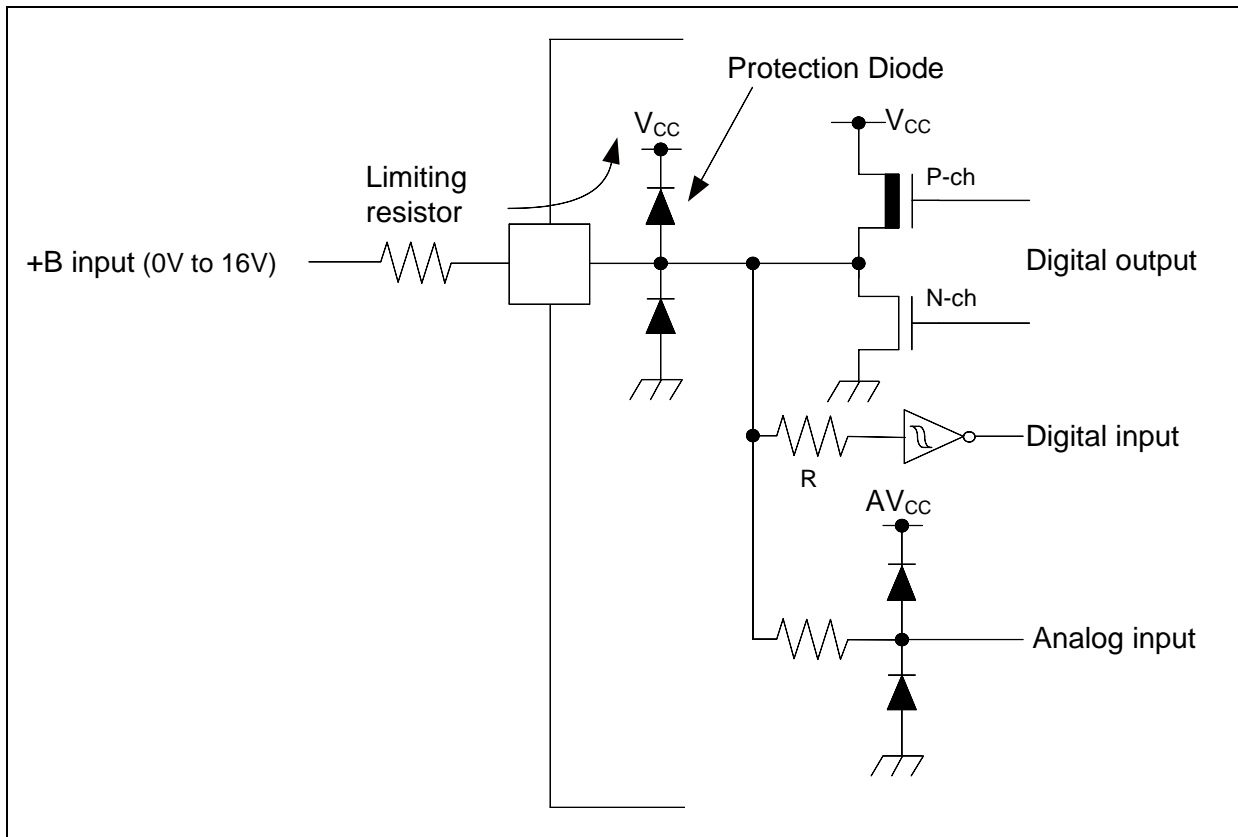 Protection Diode
VCC
VCC
Limiting
resistor
P-ch
+B input (0V to 16V)
Digital output
N-ch
Digital input
R
AVCC
Analog input